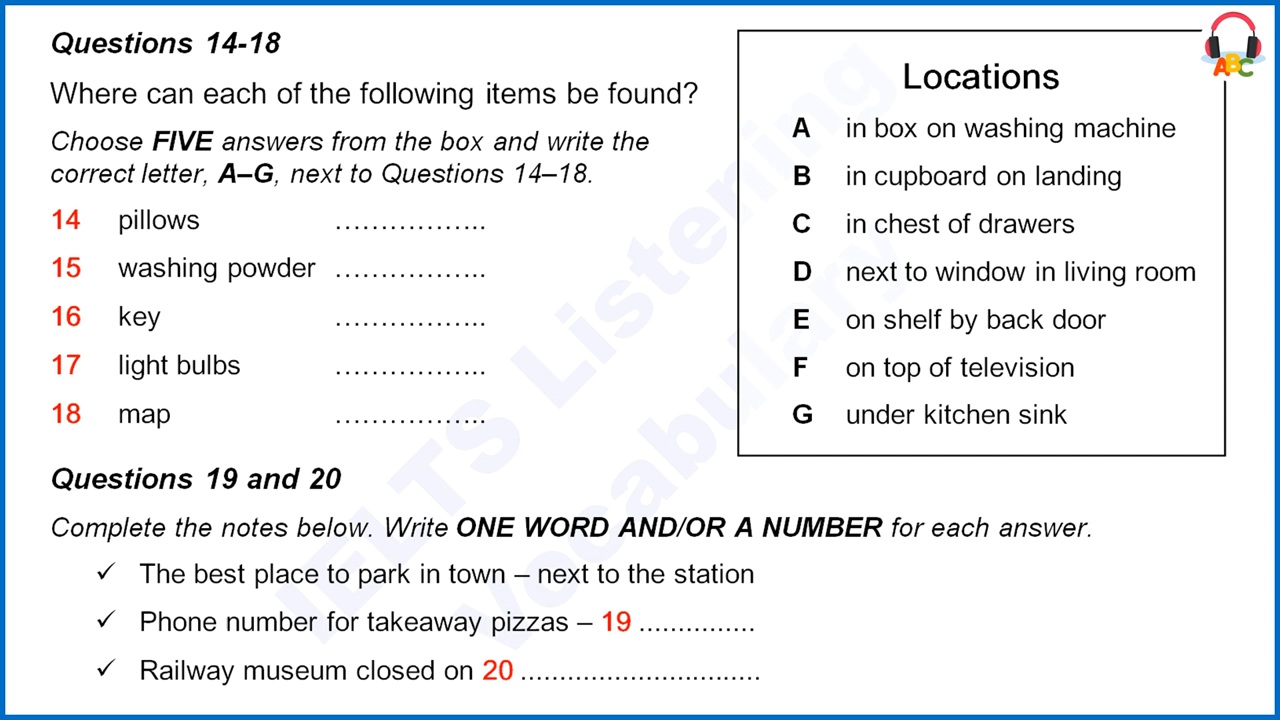 Questions 14-18
Where can each of the following items be found?
Choose FIVE answers from the box and write the
correct letter, A–G, next to Questions 14–18.
14 pillows ……………..
15 washing powder ……………..
16 key ……………..
17 light bulbs ……………..
18 map ……………..
Locations
A in box on washing machine
B in cupboard on landing
C in chest of drawers
D next to window in living room
E on shelf by back door
F on top of television
G under kitchen sink
Questions 19 and 20
Complete the notes below. Write ONE WORD AND/OR A NUMBER for each answer.
✓ The best place to park in town – next to the station
✓ Phone number for takeaway pizzas – 19 ...............
✓ Railway museum closed on 20 ...............................
IELTS Listening
Vocabulary
ABC